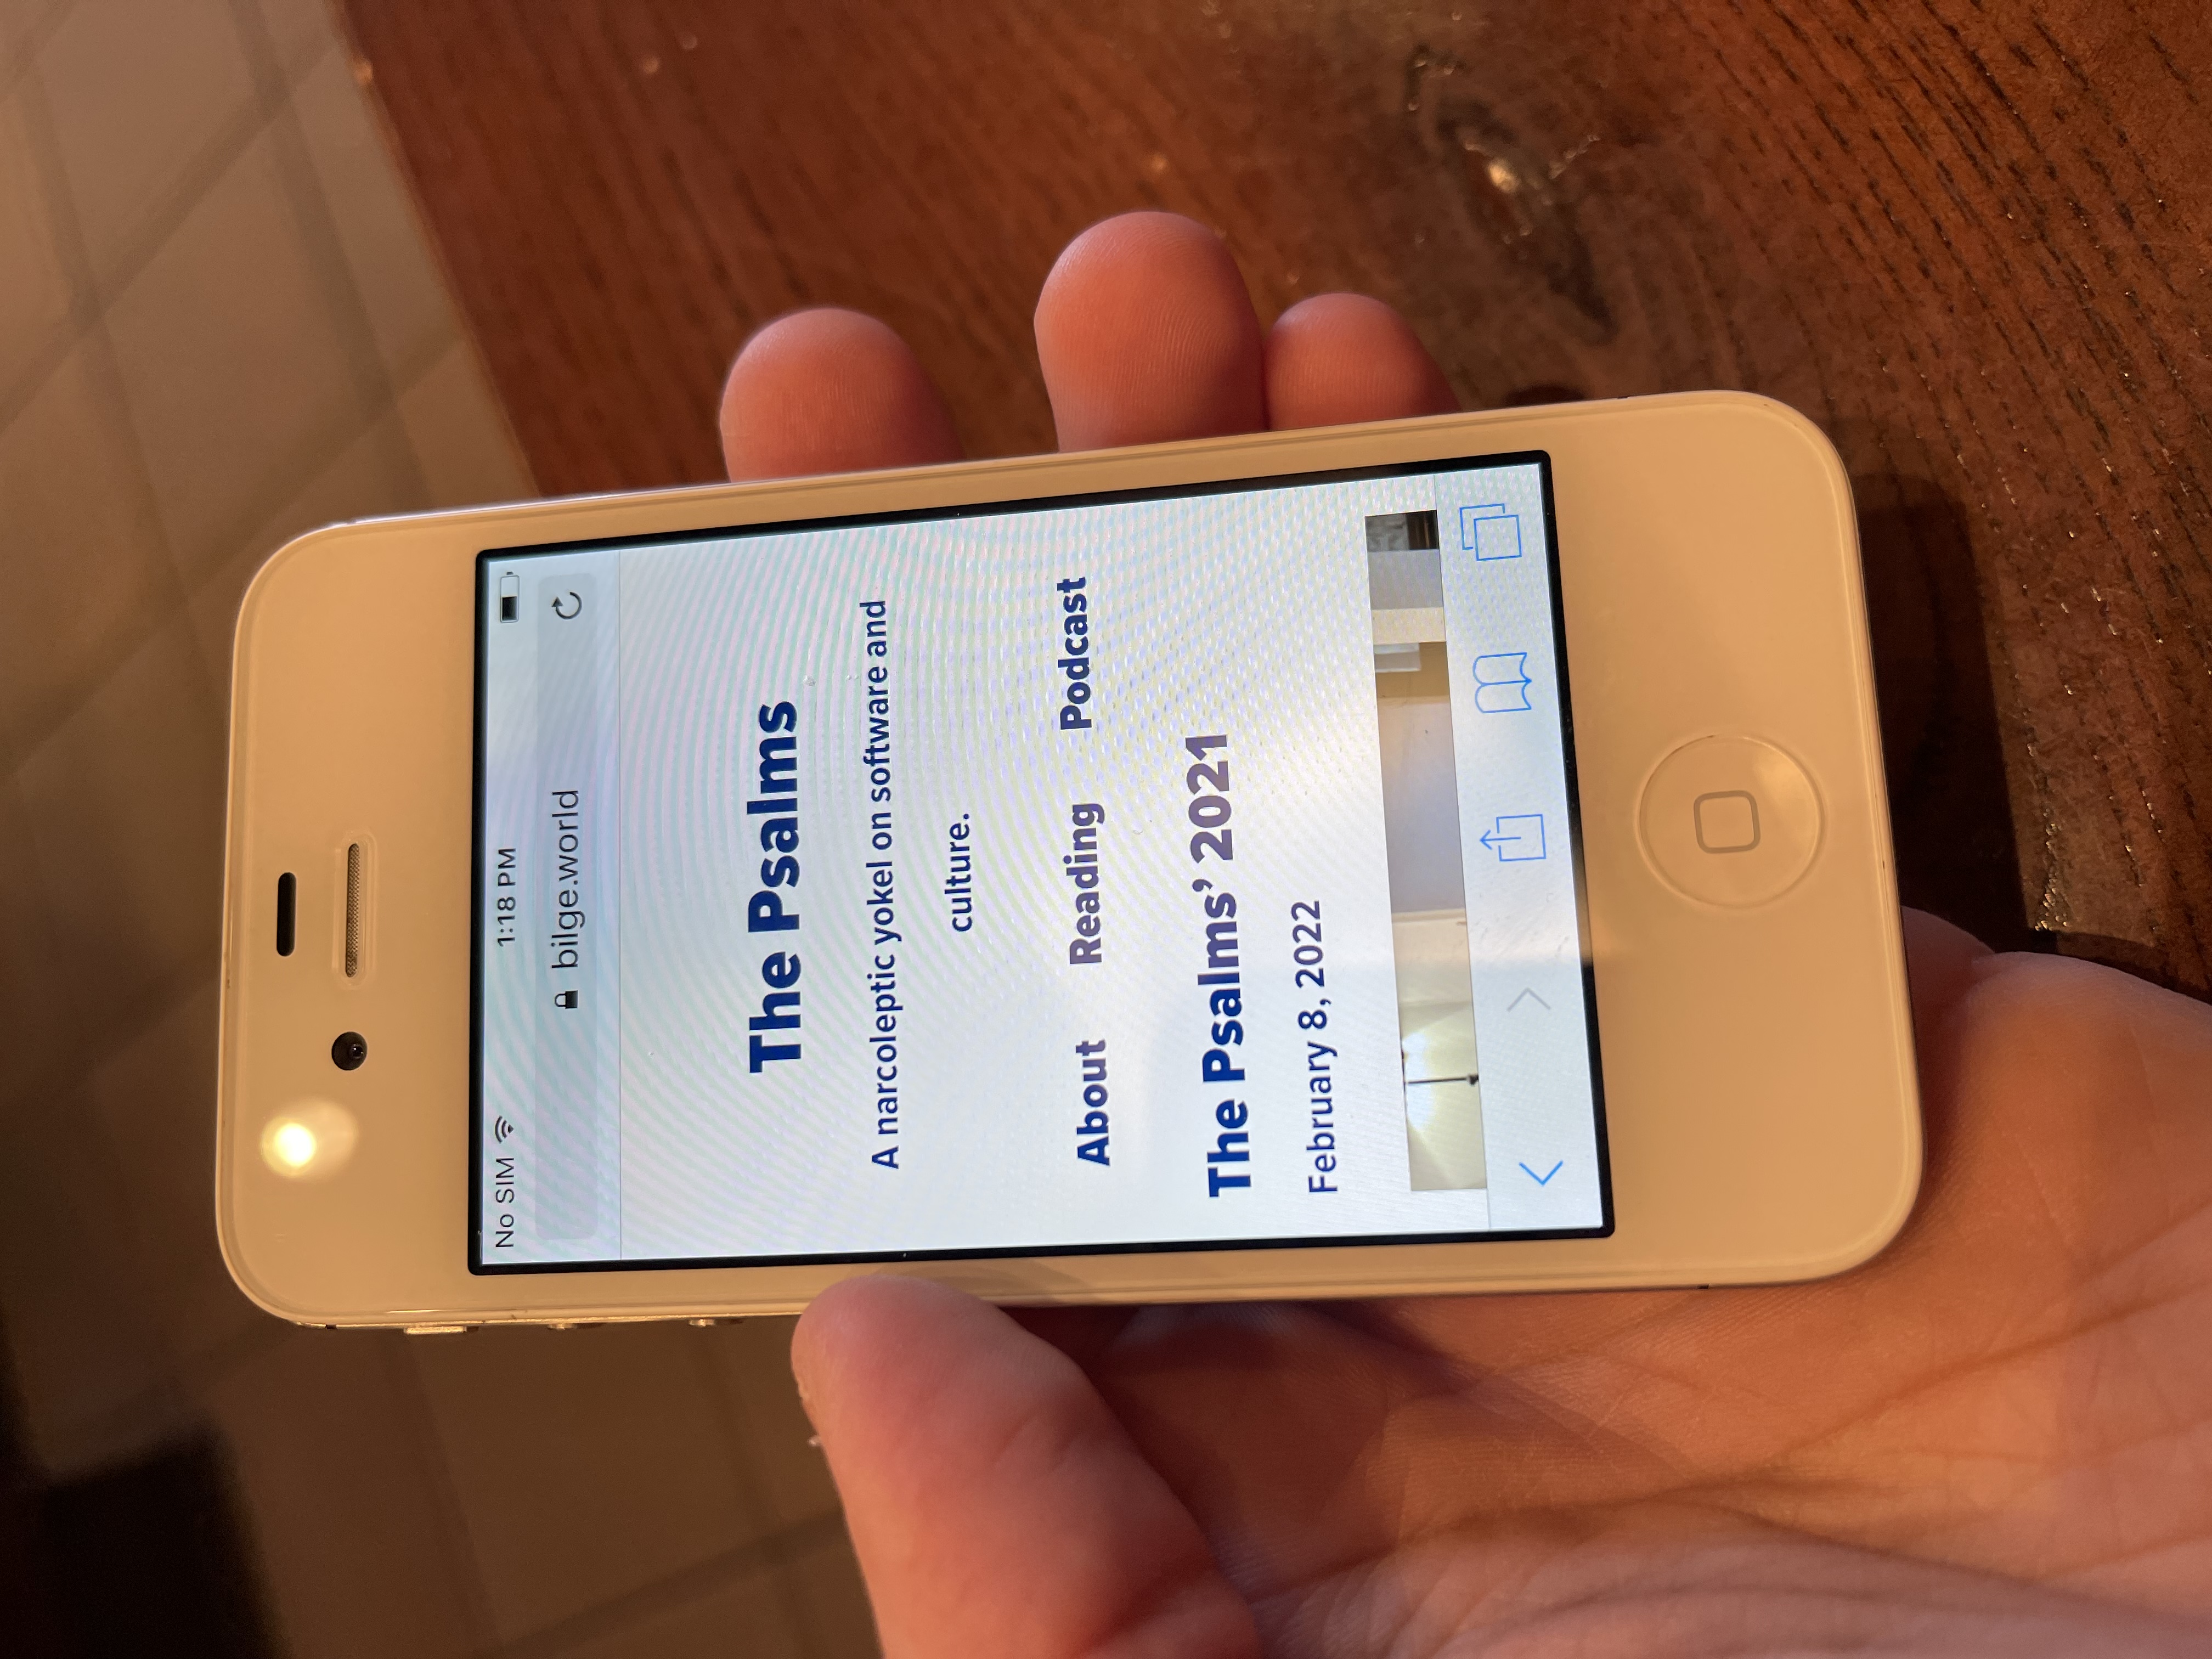 No SIM 1:18 PM
bilge.world
The Psalms
A narcoleptic yokel on software and
culture.
About Reading Podcast
The Psalms’ 2021
February 8, 2022